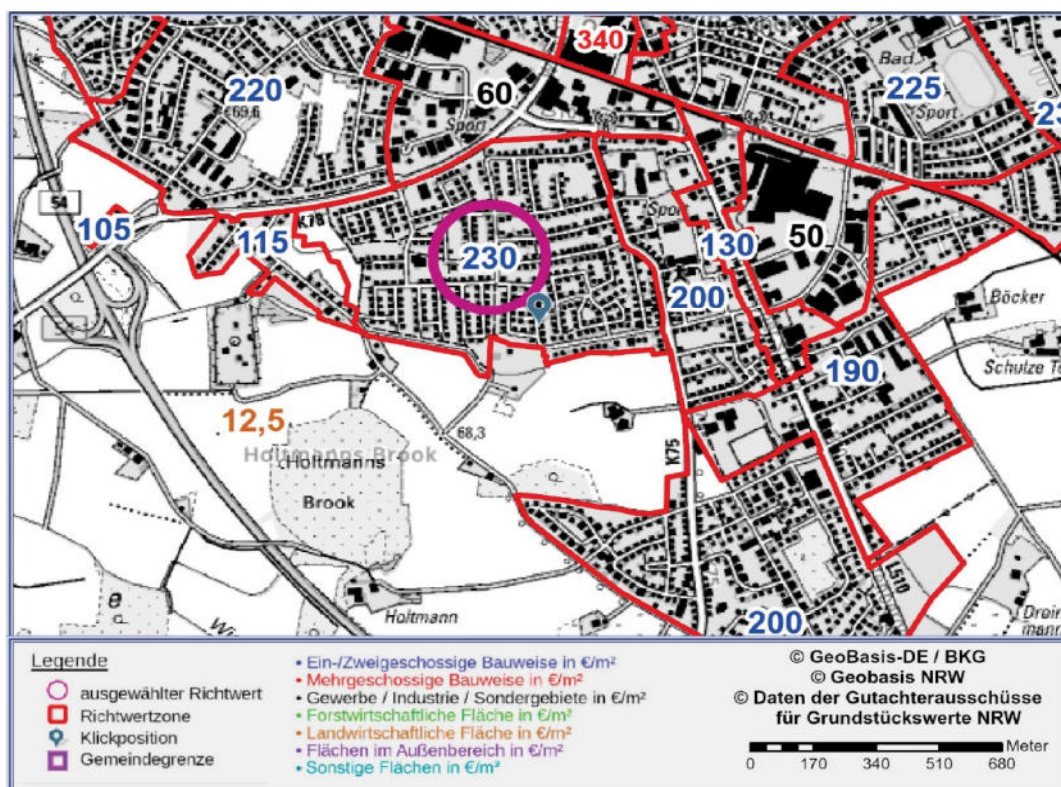 340
Bad
220
60
225
69,6
Sport
Sport
54
K78
Sport
105
115
230
130
50
200
Böcker
190
Schulze
12,5
68,3
Holtmanns Brook
Holtmanns
Brook
K75
L510
Holtmann
200
Legende
ausgewählter Richtwert
Richtwertzone
Klickposition
Gemeindegrenze
• Ein-/Zweigeschossige Bauweise in €/m²
• Mehrgeschossige Bauweise in €/m²
• Gewerbe / Industrie / Sondergebiete in €/m²
• Forstwirtschaftliche Fläche in €/m²
• Landwirtschaftliche Fläche in €/m²
• Flächen im Außenbereich in €/m²
• Sonstige Flächen in €/m²
© GeoBasis-DE / BKG
© Geobasis NRW
© Daten der Gutachterausschüsse
für Grundstückswerte NRW
Meter
0 170 340 510 680